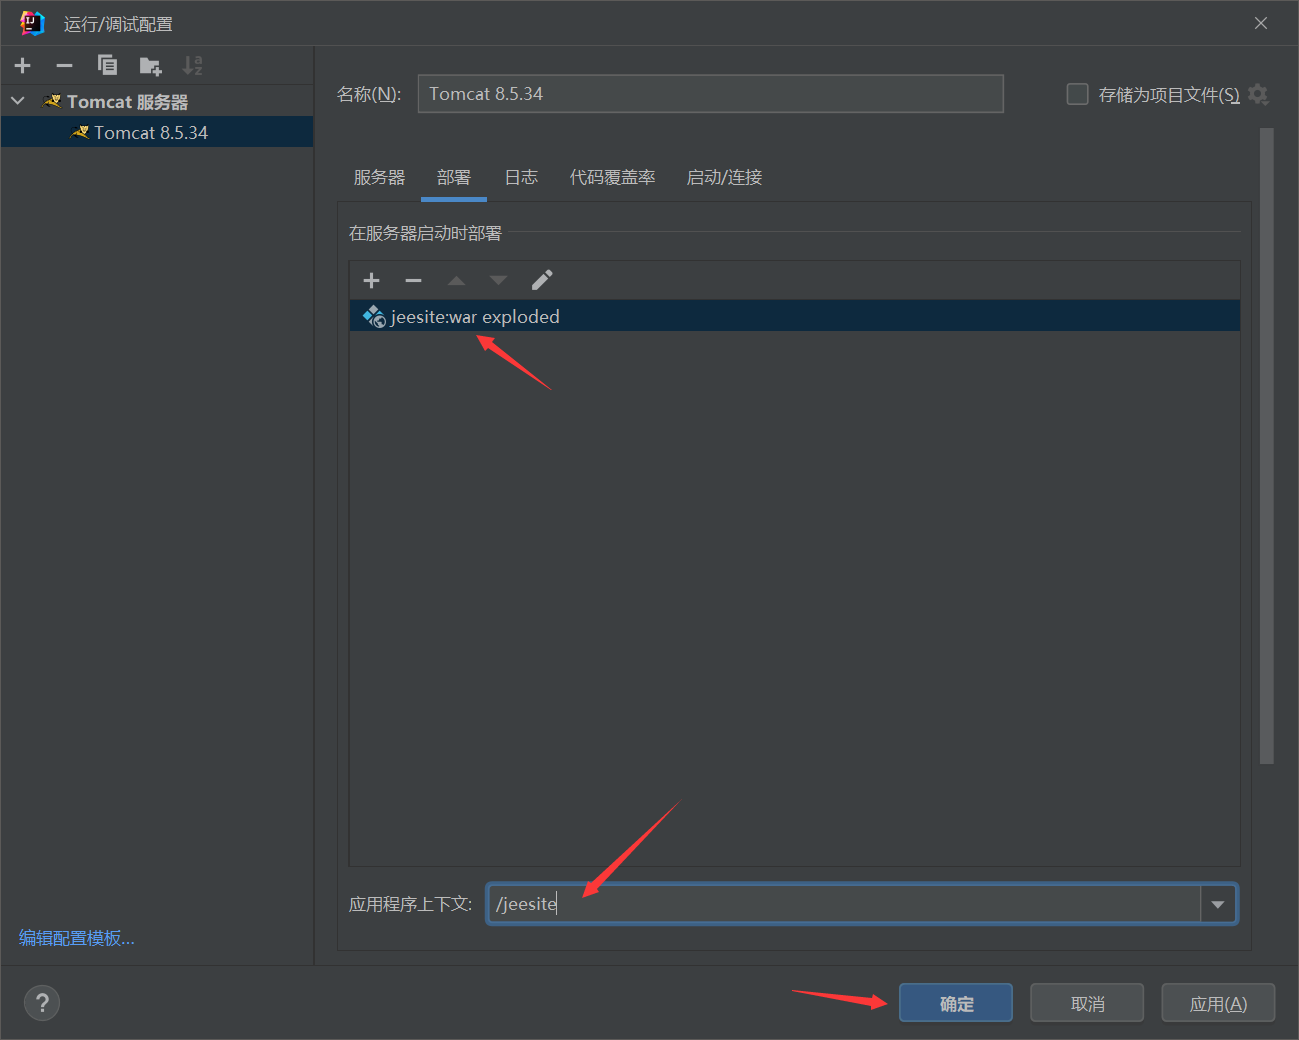 运行/调试配置
Tomcat 服务器
Tomcat 8.5.34
编辑配置模板...
名称(N):
Tomcat 8.5.34
存储为项目文件(S)
服务器 部署 日志 代码覆盖率 启动/连接
在服务器启动时部署
jeesite:war exploded
应用程序上下文:
/jeesite
?
确定 取消 应用(A)